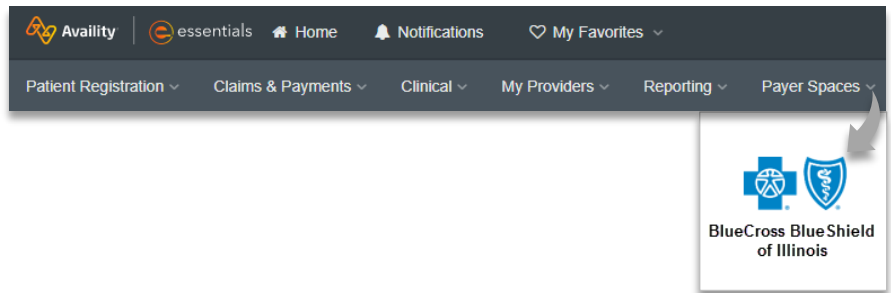 Availity essentials Home Notifications My Favorites
Patient Registration Claims & Payments Clinical My Providers Reporting Payer Spaces
BlueCross BlueShield
of Illinois